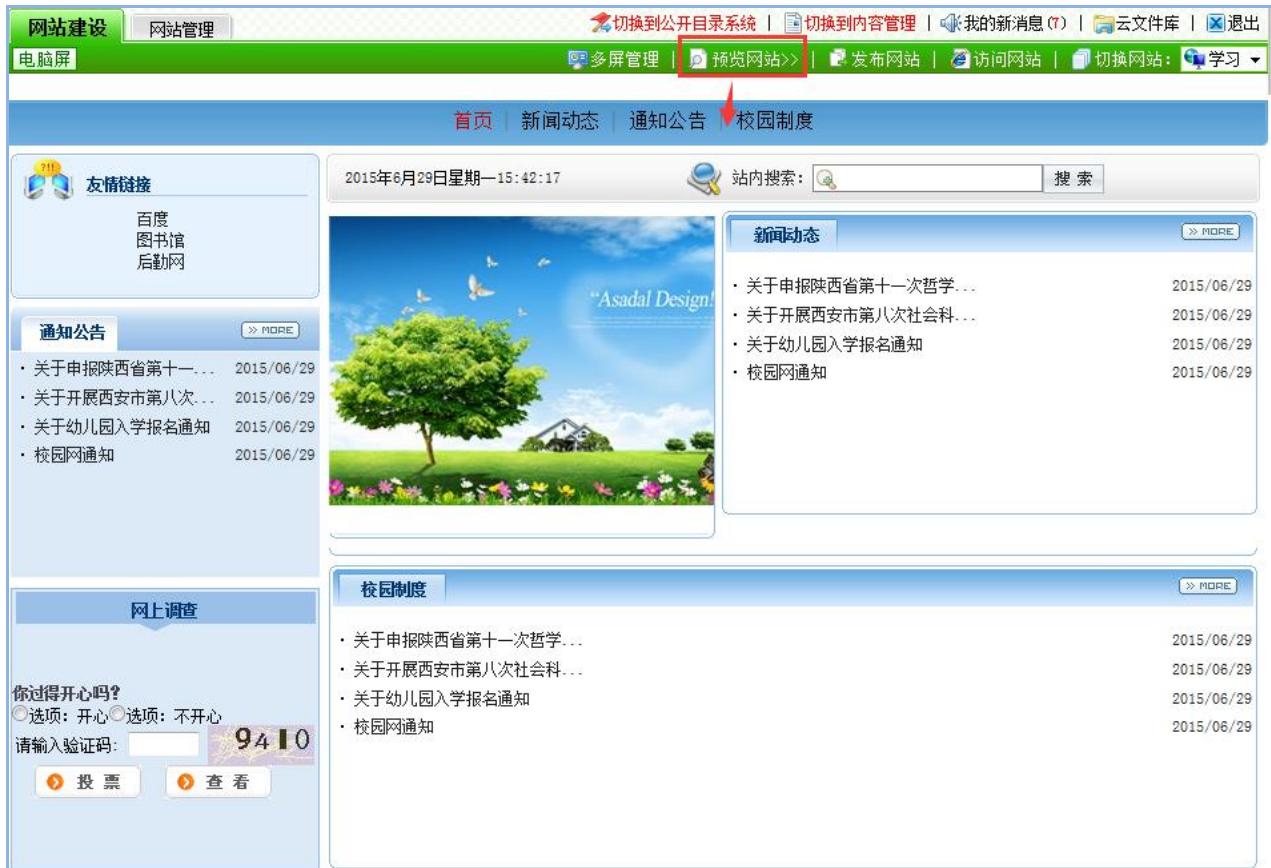 网站建设 网站管理 切换到公开目录系统 | 切换到内容管理 | 我的新消息(7) | 云文件库 | 退出
电脑屏 多屏管理 | 预览网站>> | 发布网站 | 访问网站 | 切换网站: 学习
首页 | 新闻动态 | 通知公告 | 校园制度
?!!
友情链接
百度
图书馆
后勤网
2015年6月29日星期一15:42:17 站内搜索: 搜 索
"Asadal Design!
新闻动态 >> MORE
· 关于申报陕西省第十一次哲学... 2015/06/29
· 关于开展西安市第八次社会科... 2015/06/29
· 关于幼儿园入学报名通知 2015/06/29
· 校园网通知 2015/06/29
通知公告 >> MORE
· 关于申报陕西省第十一... 2015/06/29
· 关于开展西安市第八次... 2015/06/29
· 关于幼儿园入学报名通知 2015/06/29
· 校园网通知 2015/06/29
校园制度 >> MORE
· 关于申报陕西省第十一次哲学... 2015/06/29
· 关于开展西安市第八次社会科... 2015/06/29
· 关于幼儿园入学报名通知 2015/06/29
· 校园网通知 2015/06/29
网上调查
你过得开心吗?
选项: 开心 选项: 不开心
请输入验证码: 9410
投 票 查 看